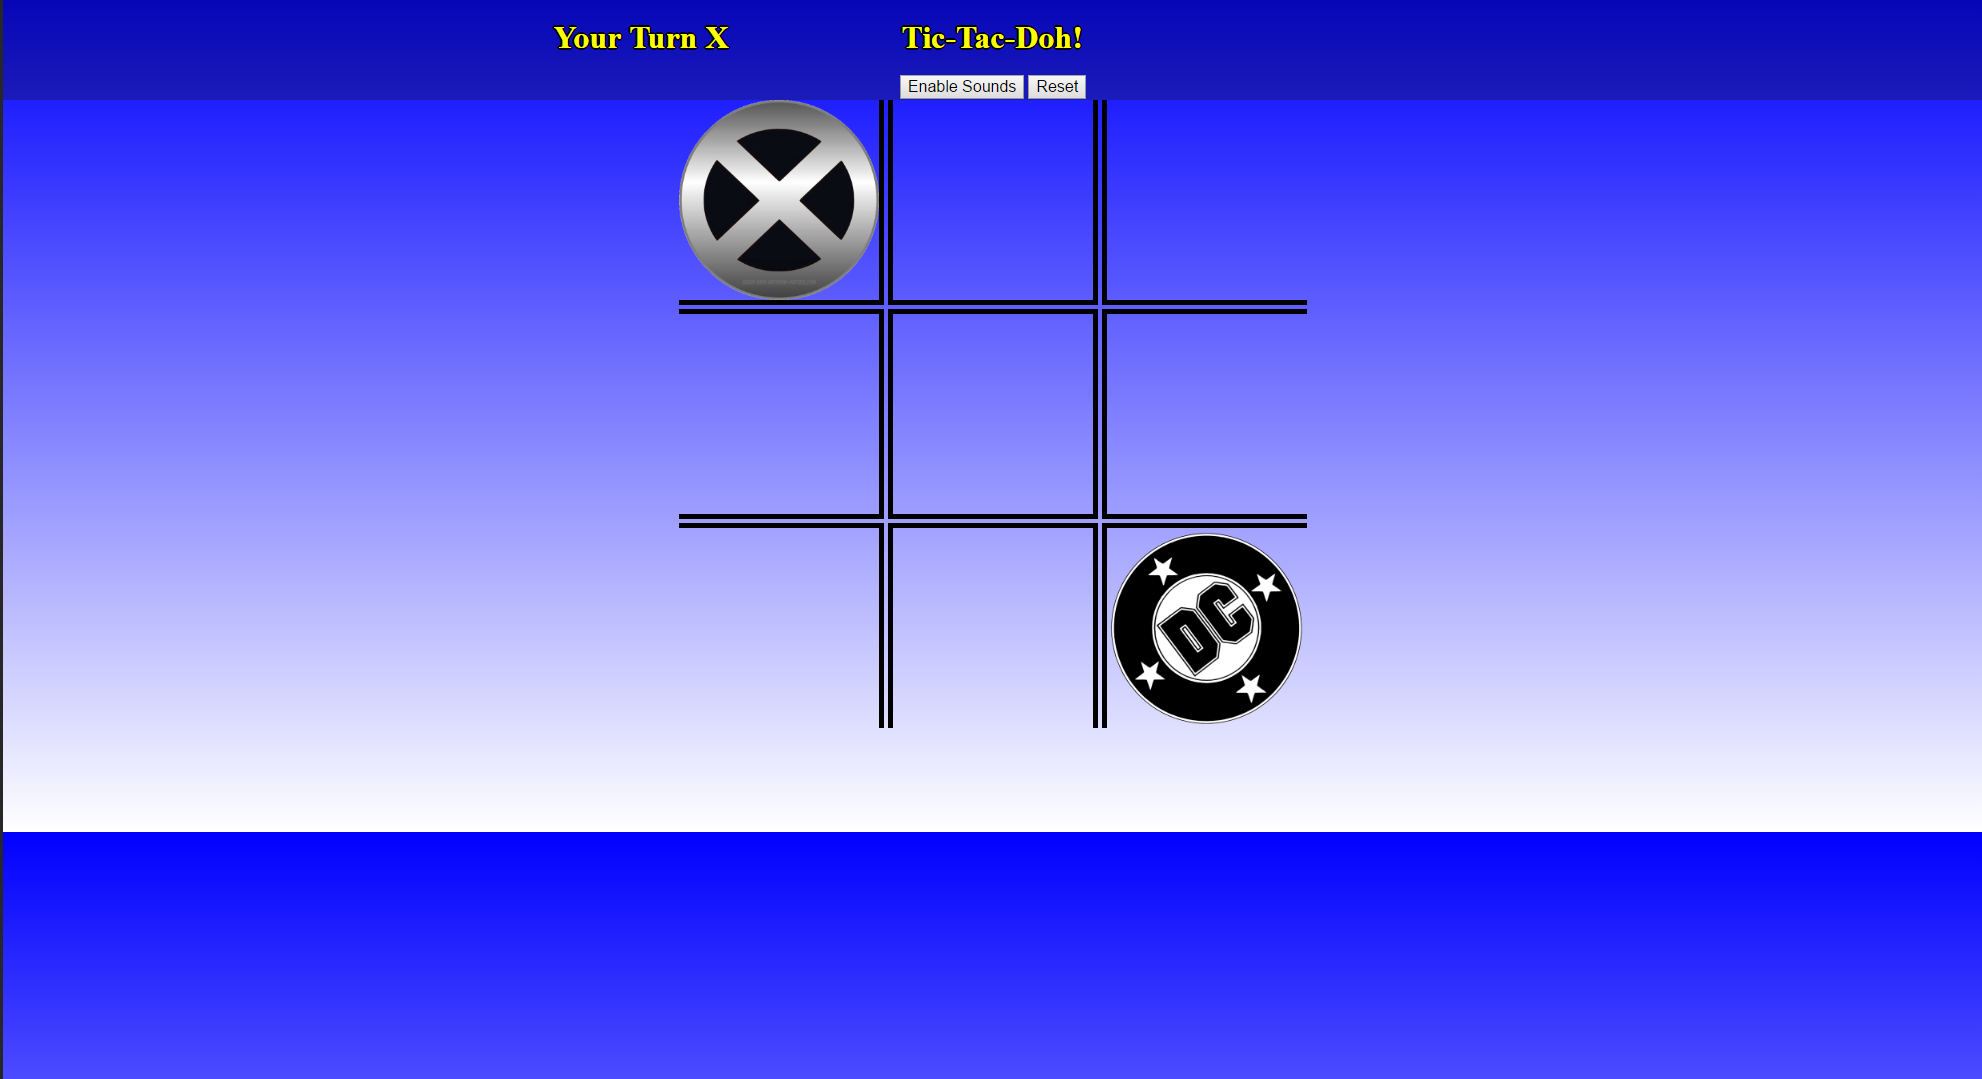 Your Turn X
Tic-Tac-Doh!
Enable Sounds
Reset
DC